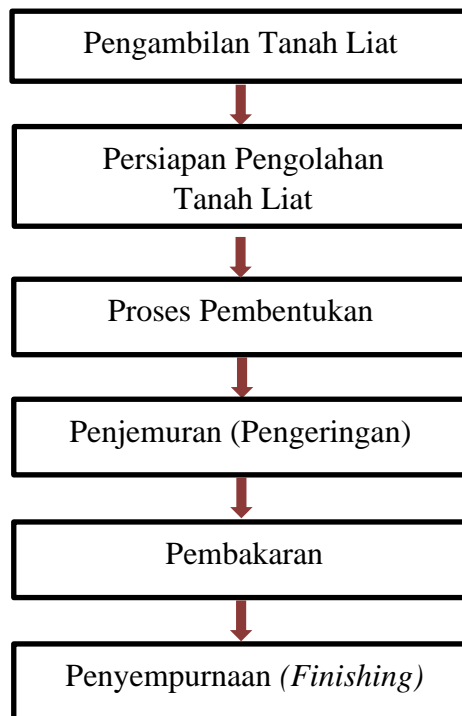 Pengambilan Tanah Liat
Persiapan Pengolahan
Tanah Liat
Proses Pembentukan
Penjemuran (Pengeringan)
Pembakaran
Penyempurnaan (Finishing)